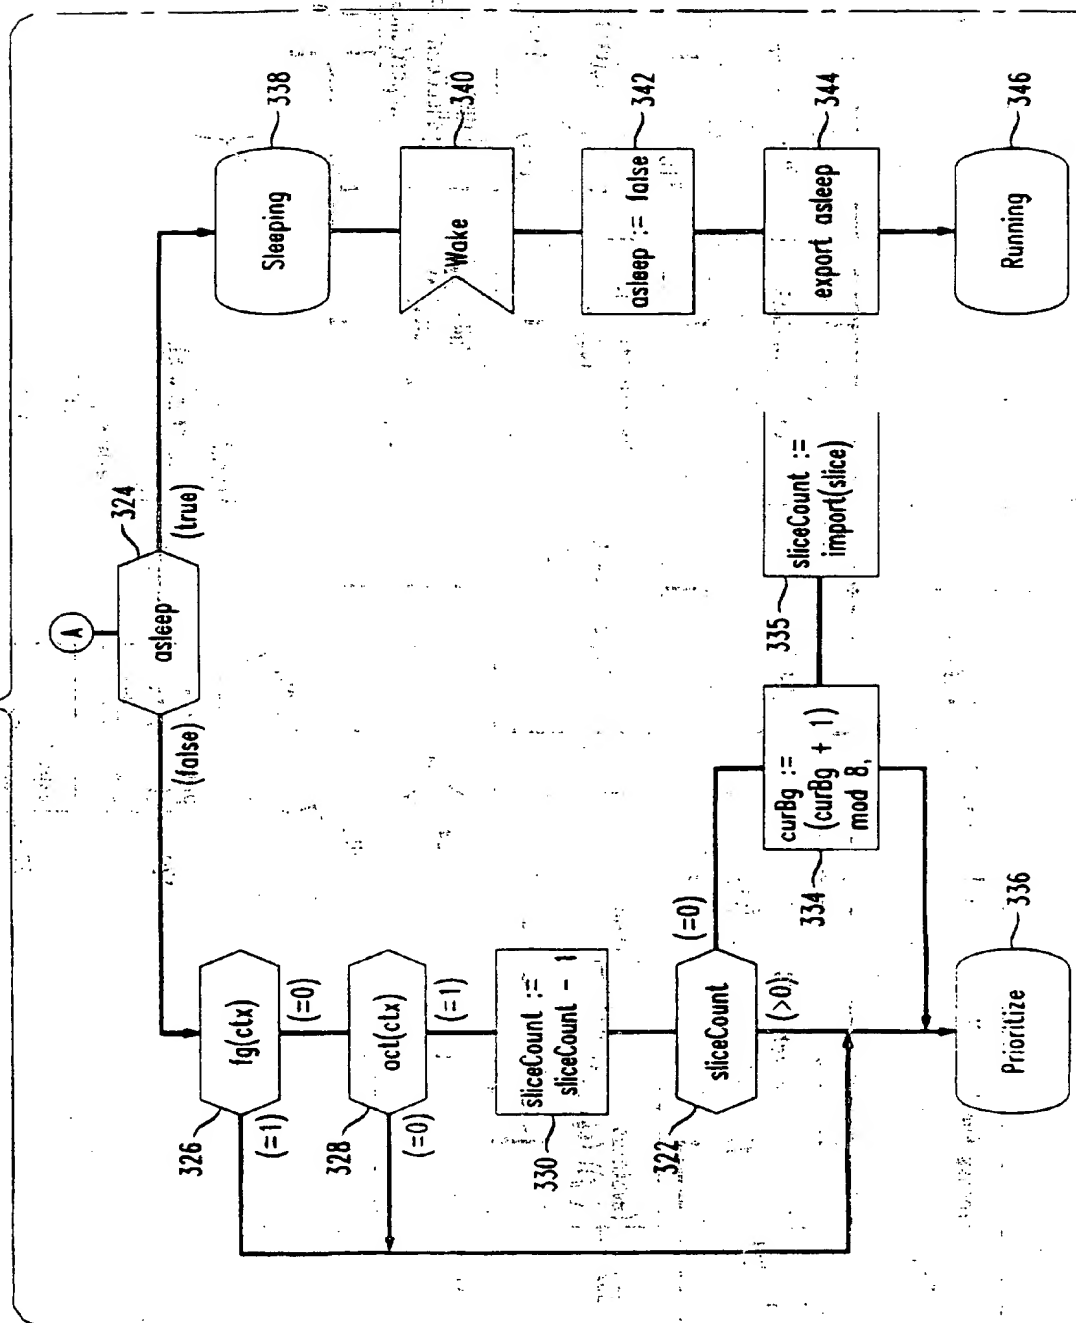 A
324
asleep
(false)
(true)
326
fg(ctx)
(=1)
(=0)
328
act(ctx)
(=0)
(=1)
330
sliceCount :=
sliceCount - 1
322
sliceCount
(=0)
(>0)
334
curBg :=
(curBg + 1)
mod 8,
335
sliceCount :=
import(slice)
336
Prioritize
338
Sleeping
340
Wake
342
asleep := false
344
export asleep
346
Running